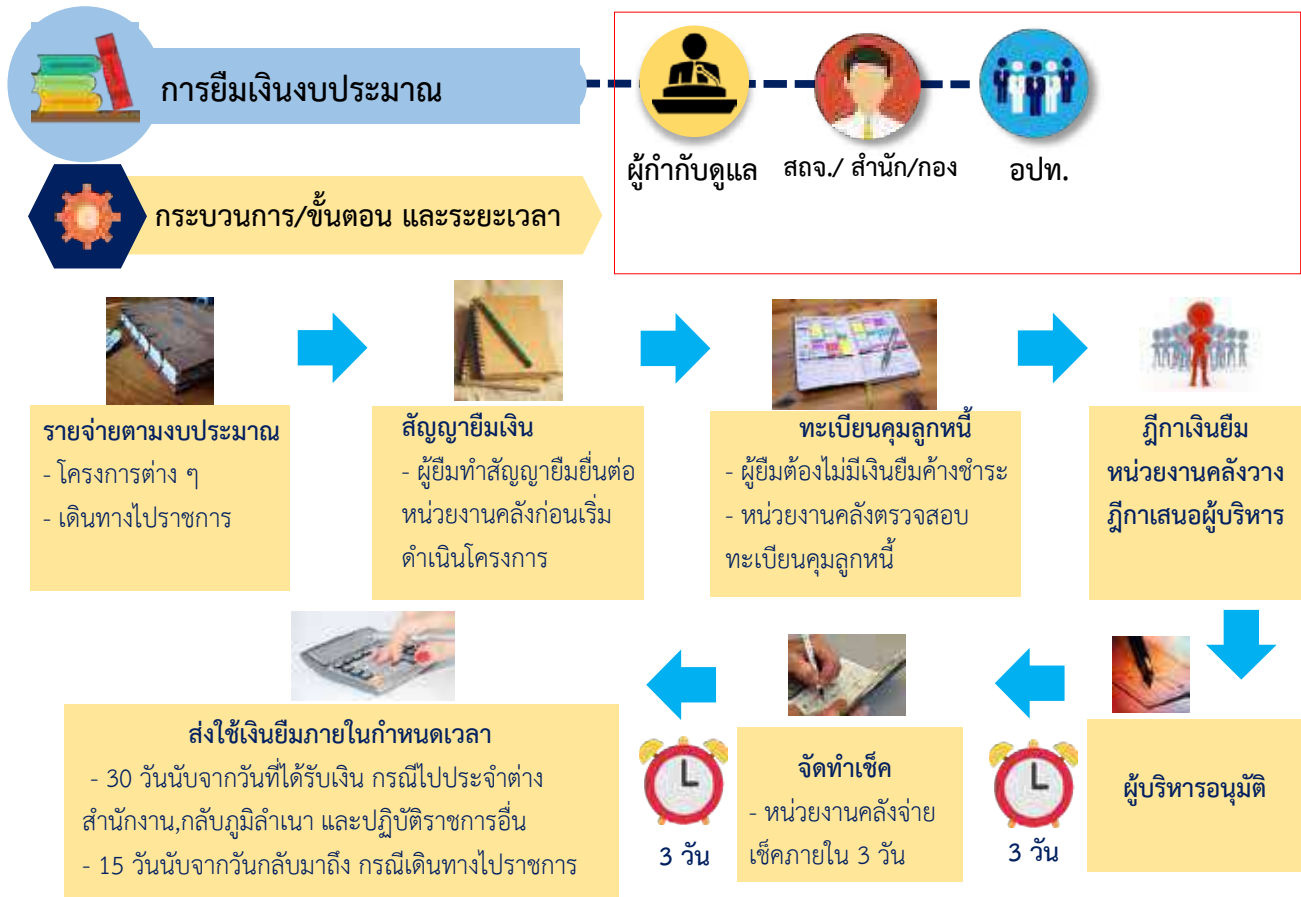 การยืมเงินงบประมาณ
ผู้กำกับดูแล
สถจ./ สำนัก/กอง
อปท.
กระบวนการ/ขั้นตอน และระยะเวลา
รายจ่ายตามงบประมาณ
- โครงการต่าง ๆ
- เดินทางไปราชการ
สัญญายืมเงิน
- ผู้ยืมทำสัญญายืมยื่นต่อ
หน่วยงานคลังก่อนเริ่ม
ดำเนินโครงการ
ทะเบียนคุมลูกหนี้
- ผู้ยืมต้องไม่มีเงินยืมค้างชำระ
- หน่วยงานคลังตรวจสอบ
ทะเบียนคุมลูกหนี้
ฎีกาเงินยืม
หน่วยงานคลังวาง
ฎีกาเสนอผู้บริหาร
ผู้บริหารอนุมัติ
3 วัน
จัดทำเช็ค
- หน่วยงานคลังจ่าย
เช็คภายใน 3 วัน
3 วัน
ส่งใช้เงินยืมภายในกำหนดเวลา
- 30 วันนับจากวันที่ได้รับเงิน กรณีไปประจำต่าง
สำนักงาน,กลับภูมิลำเนา และปฏิบัติราชการอื่น
- 15 วันนับจากวันกลับมาถึง กรณีเดินทางไปราชการ